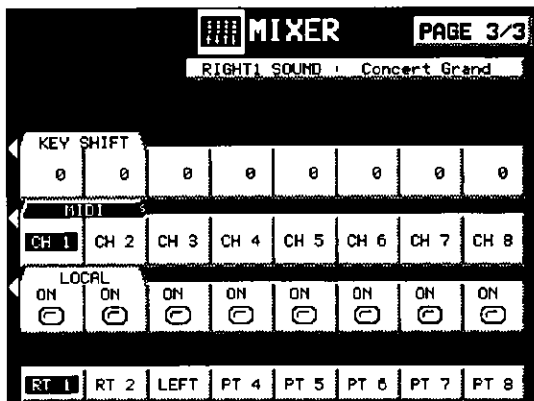 MIXER PAGE 3/3
RIGHT1 SOUND : Concert Grand
KEY SHIFT
0 0 0 0 0 0 0 0
MIDI
CH 1 CH 2 CH 3 CH 4 CH 5 CH 6 CH 7 CH 8
LOCAL
ON ON ON ON ON ON ON ON
RT 1 RT 2 LEFT PT 4 PT 5 PT 6 PT 7 PT 8